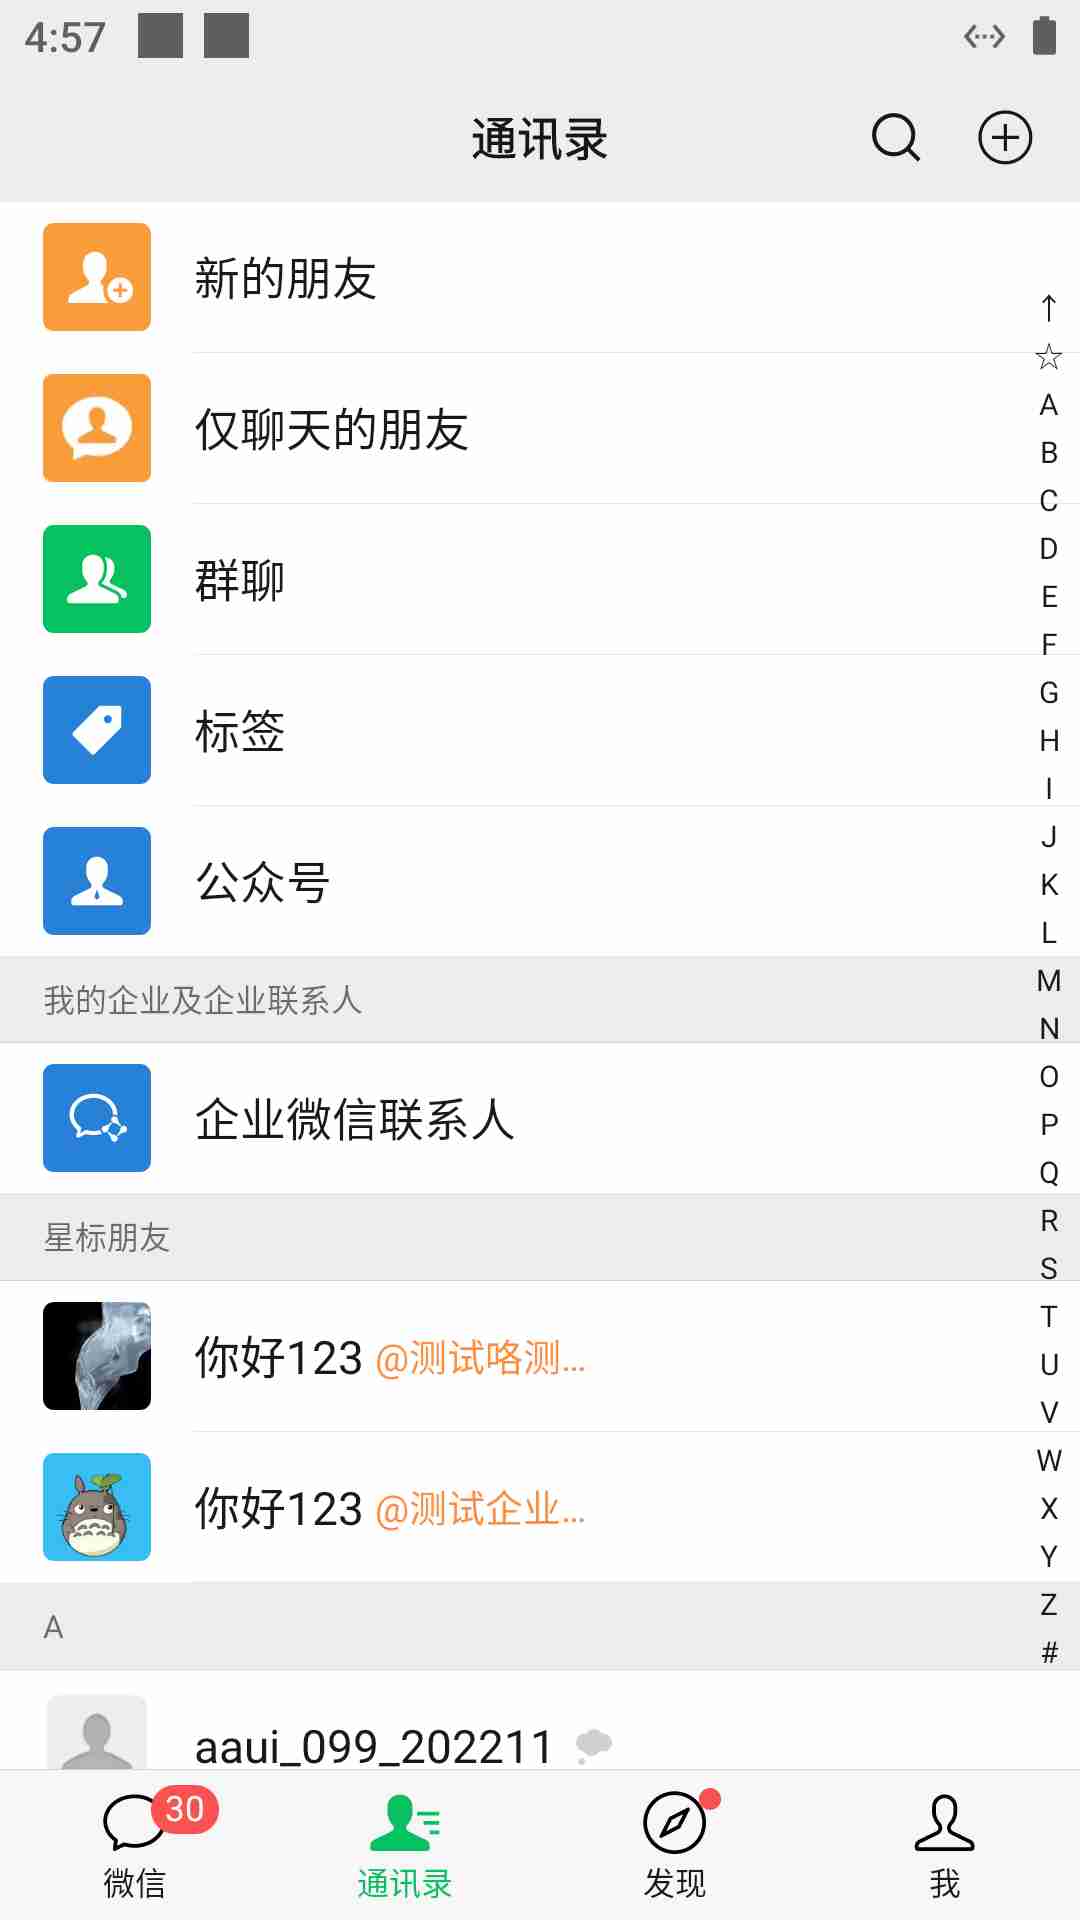 4:57
通讯录
新的朋友
仅聊天的朋友
群聊
标签
公众号
我的企业及企业联系人
企业微信联系人
星标朋友
你好123 @测试咯测...
你好123 @测试企业...
A
aaui_099_202211
↑
☆
A
B
C
D
E
F
G
H
I
J
K
L
M
N
O
P
Q
R
S
T
U
V
W
X
Y
Z
#
30
微信
通讯录
发现
我